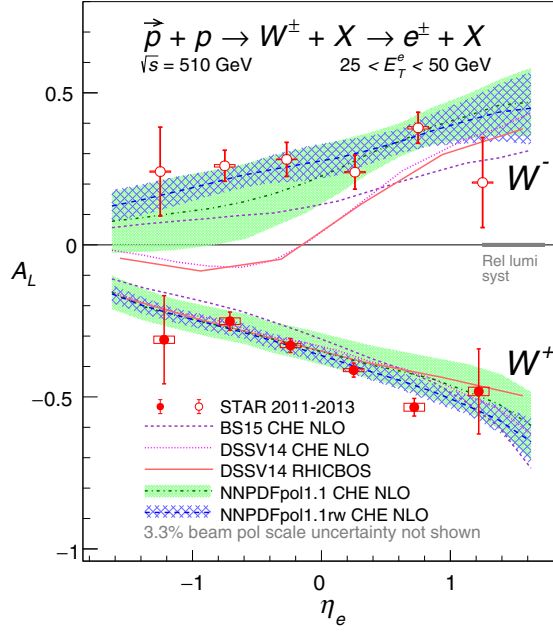 p⃗ + p → W± + X → e± + X
√s = 510 GeV 25 < E_T^e < 50 GeV
0.5
W⁻
0
A_L
Rel lumi
syst
W⁺
−0.5
STAR 2011-2013
BS15 CHE NLO
DSSV14 CHE NLO
DSSV14 RHICBOS
NNPDFpol1.1 CHE NLO
NNPDFpol1.1rw CHE NLO
3.3% beam pol scale uncertainty not shown
−1
−1 0 1
η_e